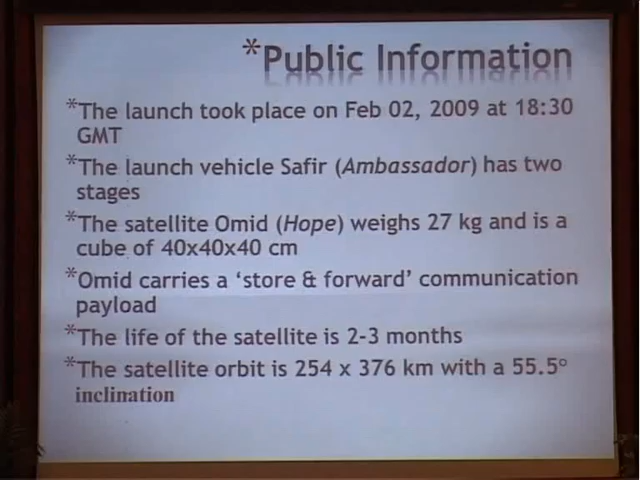 *Public Information
*The launch took place on Feb 02, 2009 at 18:30
GMT
*The launch vehicle Safir (Ambassador) has two
stages
*The satellite Omid (Hope) weighs 27 kg and is a
cube of 40x40x40 cm
*Omid carries a ‘store & forward’ communication
payload
*The life of the satellite is 2-3 months
*The satellite orbit is 254 x 376 km with a 55.5°
inclination